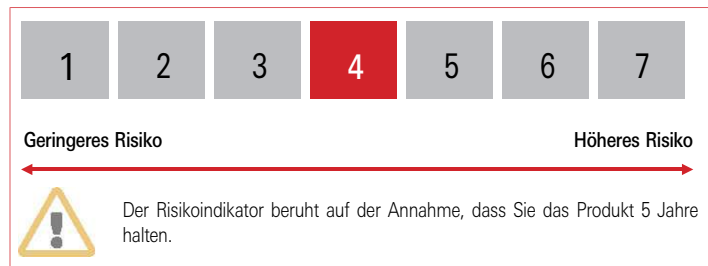 1 2 3 4 5 6 7
Geringeres Risiko Höheres Risiko
Der Risikoindikator beruht auf der Annahme, dass Sie das Produkt 5 Jahre
halten.